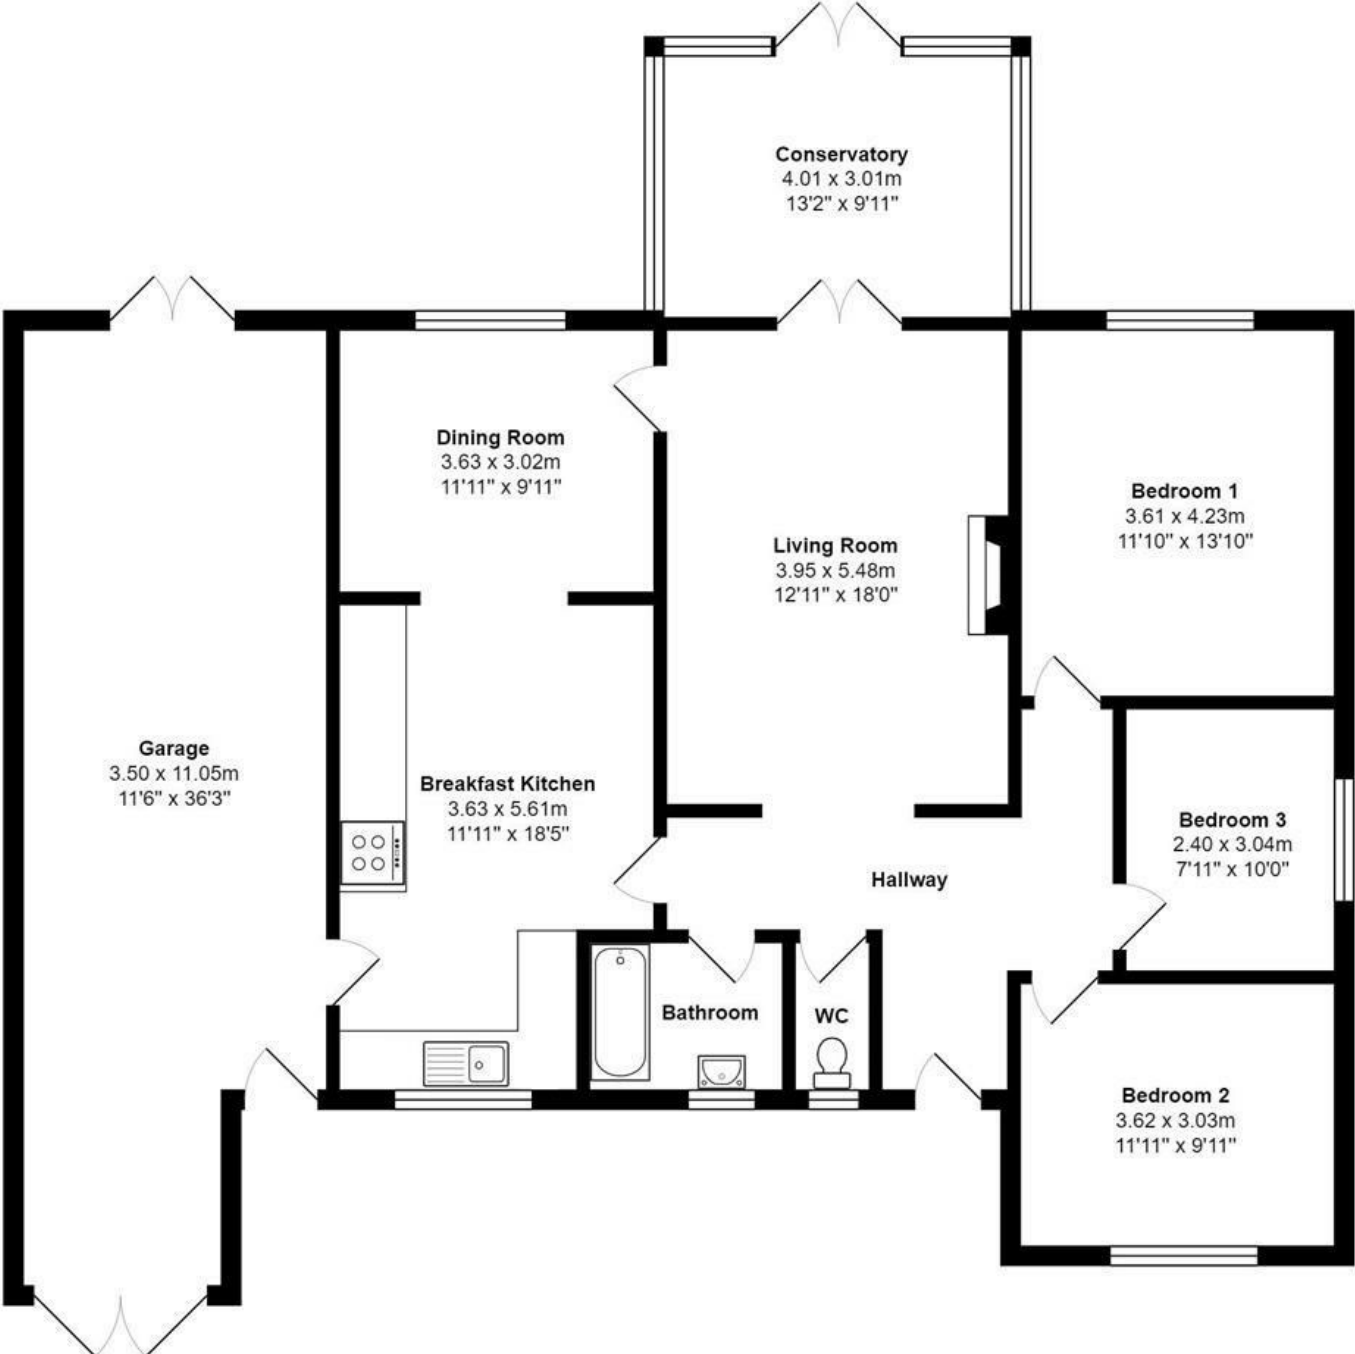 Conservatory
4.01 x 3.01m
13'2" x 9'11"
Dining Room
3.63 x 3.02m
11'11" x 9'11"
Living Room
3.95 x 5.48m
12'11" x 18'0"
Bedroom 1
3.61 x 4.23m
11'10" x 13'10"
Garage
3.50 x 11.05m
11'6" x 36'3"
Breakfast Kitchen
3.63 x 5.61m
11'11" x 18'5"
Bedroom 3
2.40 x 3.04m
7'11" x 10'0"
Hallway
Bathroom
WC
Bedroom 2
3.62 x 3.03m
11'11" x 9'11"